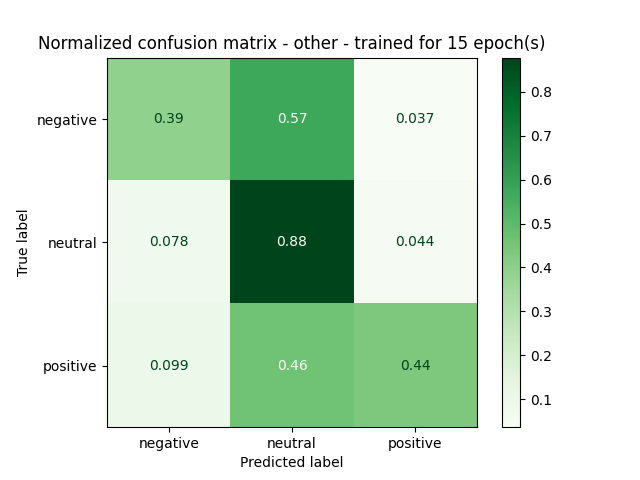 Normalized confusion matrix - other - trained for 15 epoch(s)
negative 0.39 0.57 0.037
neutral 0.078 0.88 0.044
positive 0.099 0.46 0.44
negative neutral positive
Predicted label
True label
0.8
0.7
0.6
0.5
0.4
0.3
0.2
0.1